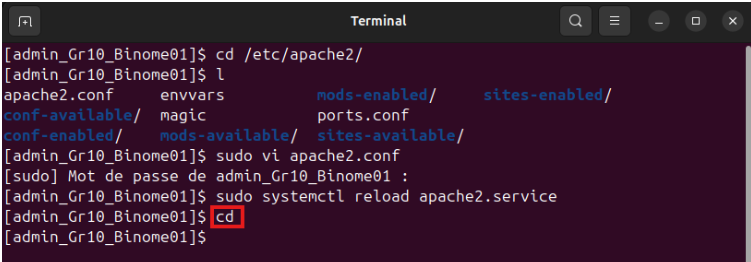 Terminal
[admin_Gr10_Binome01]$ cd /etc/apache2/
[admin_Gr10_Binome01]$ l
apache2.conf envvars mods-enabled/ sites-enabled/
conf-available/ magic ports.conf
conf-enabled/ mods-available/ sites-available/
[admin_Gr10_Binome01]$ sudo vi apache2.conf
[sudo] Mot de passe de admin_Gr10_Binome01 :
[admin_Gr10_Binome01]$ sudo systemctl reload apache2.service
[admin_Gr10_Binome01]$ cd
[admin_Gr10_Binome01]$